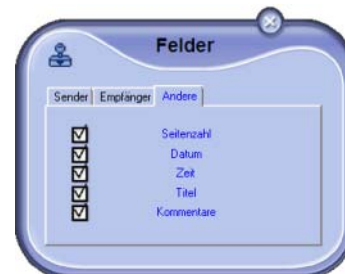 Felder
Sender Empfänger Andere
Seitenzahl
Datum
Zeit
Titel
Kommentare